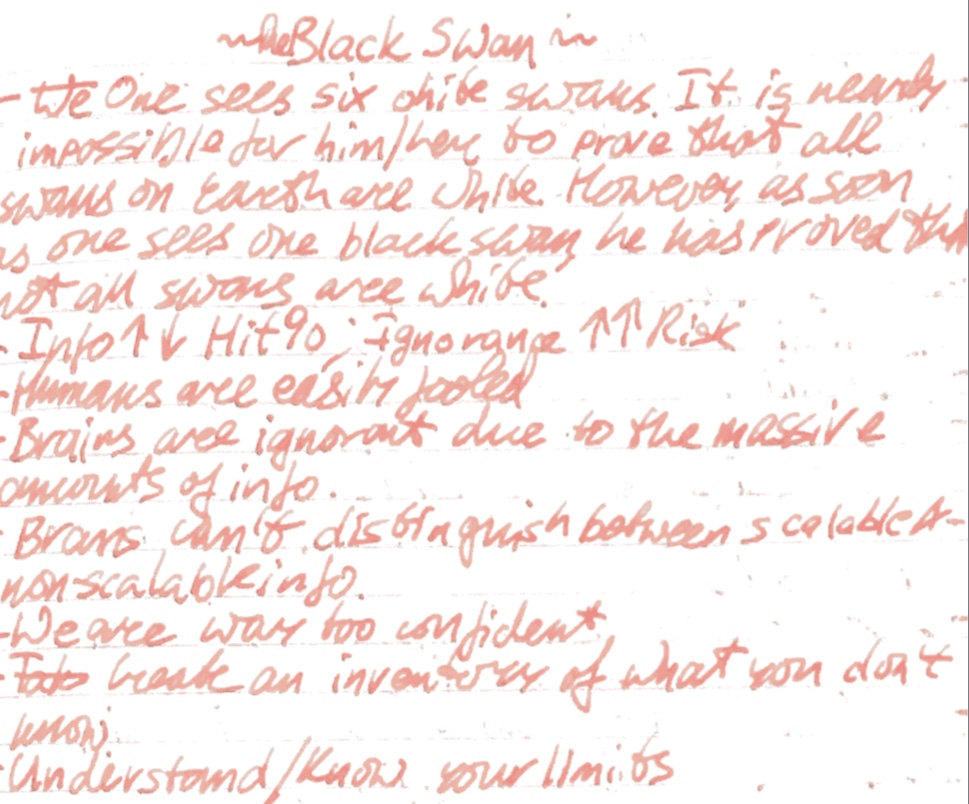 ~The Black Swan~
- We One sees six white swans. It is nearly
impossible for him/her, to prove that all
swans on Earth are white. However, as soon
as one sees one black swan, he has proved that
not all swans are white.
- Info ↑ ↓ Hit%; Ignorance ↑↑ Risk
- Humans are easily fooled
- Brains are ignorant due to the massive
amounts of info.
- Brains can't distinguish between scalable &
non-scalable info.
- We are way too confident
- Create an inventory of what you don't
know.
- Understand/Know your limits